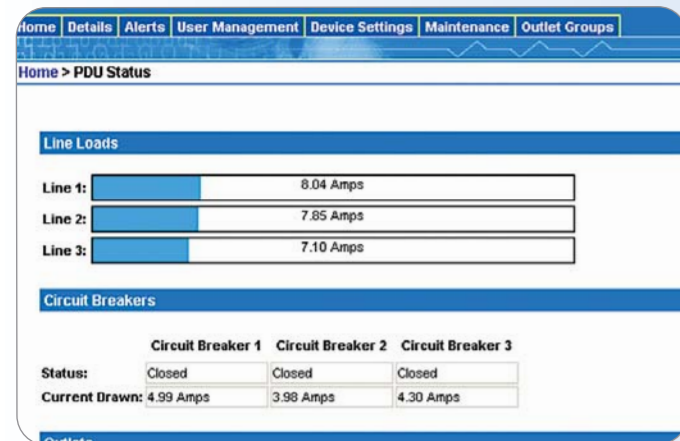 Home Details Alerts User Management Device Settings Maintenance Outlet Groups
Home > PDU Status
Line Loads
Line 1: 8.04 Amps
Line 2: 7.85 Amps
Line 3: 7.10 Amps
Circuit Breakers
Circuit Breaker 1 Circuit Breaker 2 Circuit Breaker 3
Status: Closed Closed Closed
Current Drawn: 4.99 Amps 3.98 Amps 4.30 Amps
Outlets